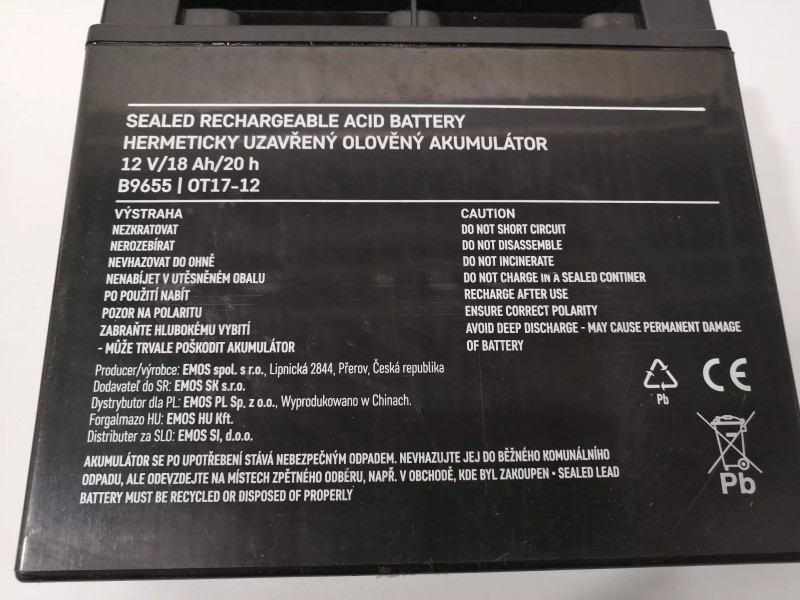 SEALED RECHARGEABLE ACID BATTERY
HERMETICKY UZAVŘENÝ OLOVĚNÝ AKUMULÁTOR
12 V/18 Ah/20 h
B9655 | OT17-12
VÝSTRAHA
NEZKRATOVAT
NEROZEBÍRAT
NEVHAZOVAT DO OHNĚ
NENABÍJET V UTĚSNĚNÉM OBALU
PO POUŽITÍ NABÍT
POZOR NA POLARITU
ZABRAŇTE HLUBOKÉMU VYBITÍ
- MŮŽE TRVALE POŠKODIT AKUMULÁTOR
CAUTION
DO NOT SHORT CIRCUIT
DO NOT DISASSEMBLE
DO NOT INCINERATE
DO NOT CHARGE IN A SEALED CONTINER
RECHARGE AFTER USE
ENSURE CORRECT POLARITY
AVOID DEEP DISCHARGE - MAY CAUSE PERMANENT DAMAGE
OF BATTERY
Producer/výrobce: EMOS spol. s r.o., Lipnická 2844, Přerov, Česká republika
Dodavateľ do SR: EMOS SK s.r.o.
Dystrybutor dla PL: EMOS PL Sp. z o.o., Wyprodukowano w Chinach.
Forgalmazo HU: EMOS HU Kft.
Distributer za SLO: EMOS SI, d.o.o.
Pb
CE
Pb
AKUMULÁTOR SE PO UPOTŘEBENÍ STÁVÁ NEBEZPEČNÝM ODPADEM. NEVHAZUJTE JEJ DO BĚŽNÉHO KOMUNÁLNÍHO
ODPADU, ALE ODEVZDEJTE NA MÍSTECH ZPĚTNÉHO ODBĚRU, NAPŘ. V OBCHODĚ, KDE BYL ZAKOUPEN • SEALED LEAD
BATTERY MUST BE RECYCLED OR DISPOSED OF PROPERLY